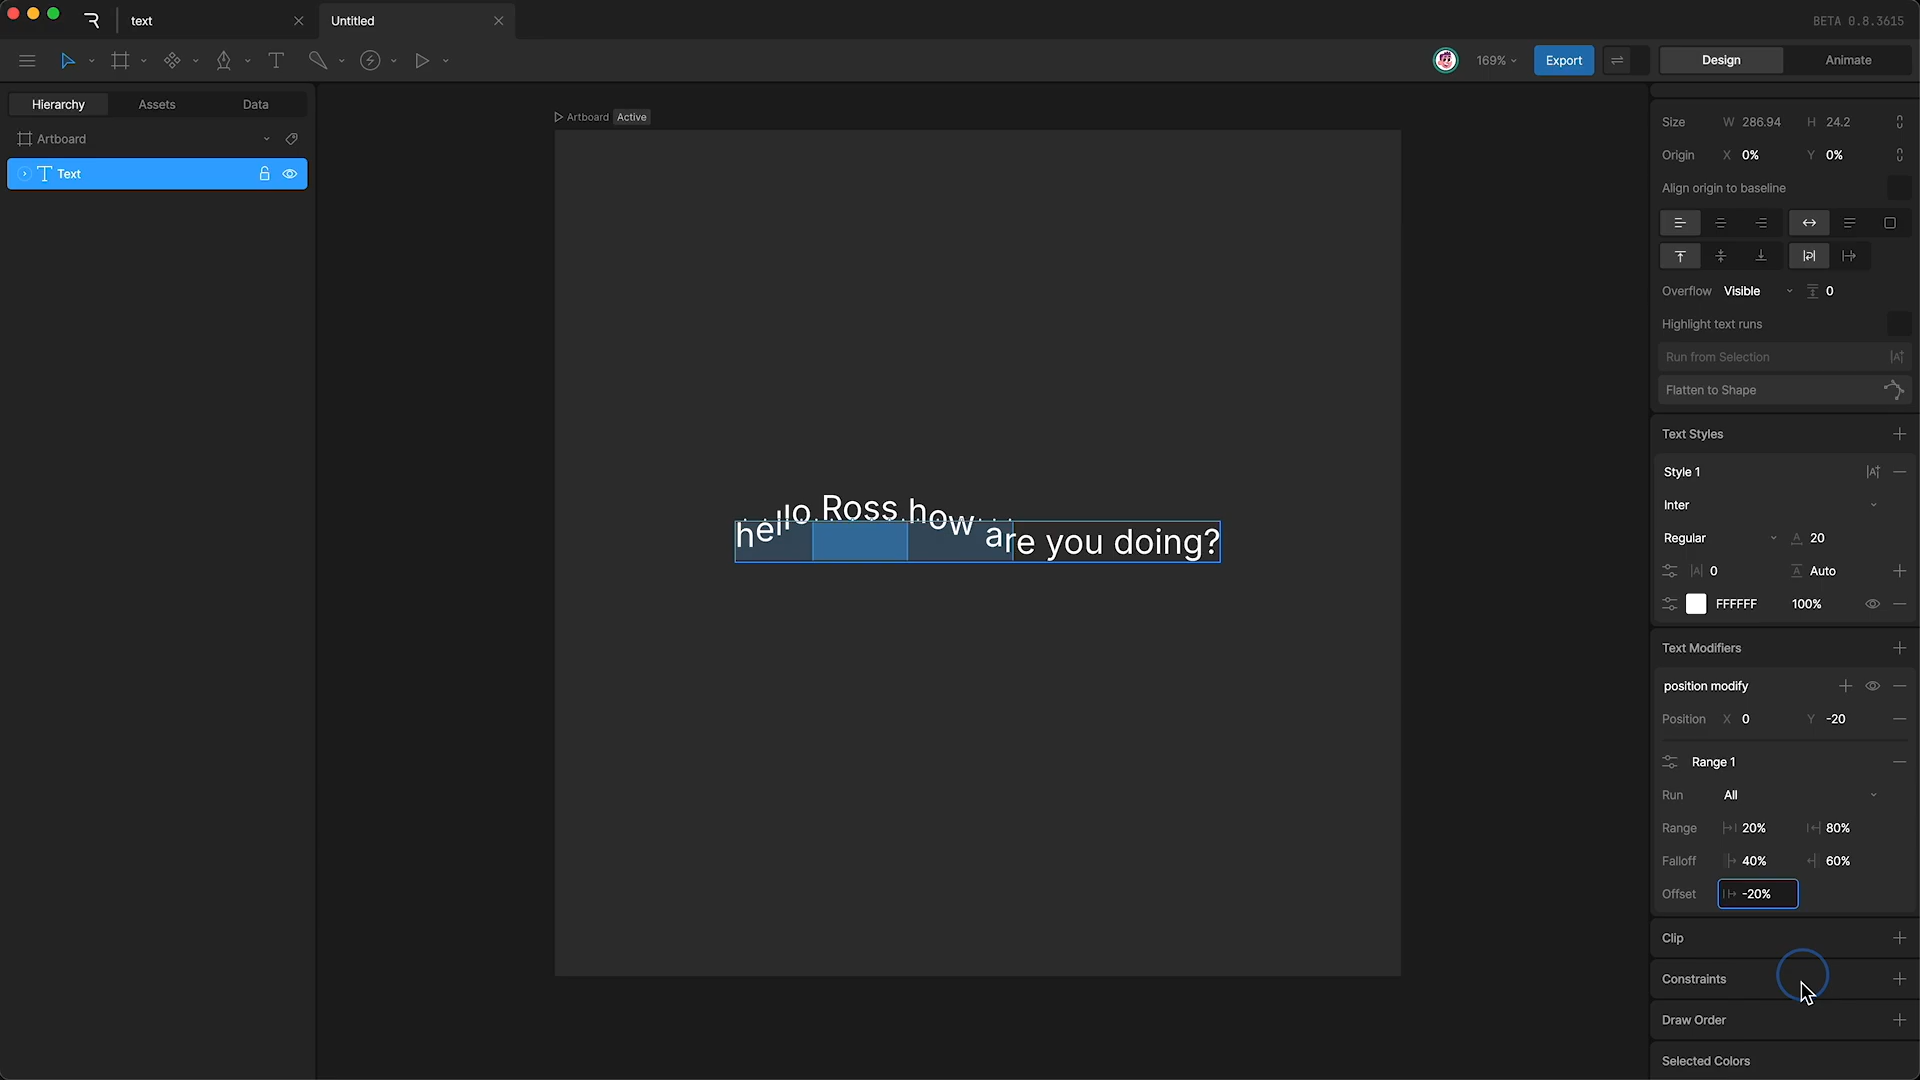 text
Untitled
BETA 0.8.3615
169%
Export
Design
Animate
Hierarchy
Assets
Data
Artboard
Text
Artboard
Active
hello Ross how are you doing?
Size W 286.94 H 24.2
Origin X 0% Y 0%
Align origin to baseline
Overflow Visible 0
Highlight text runs
Run from Selection
Flatten to Shape
Text Styles
Style 1
Inter
Regular 20
0 Auto
FFFFFF 100%
Text Modifiers
position modify
Position X 0 Y -20
Range 1
Run All
Range 20% 80%
Falloff 40% 60%
Offset -20%
Clip
Constraints
Draw Order
Selected Colors